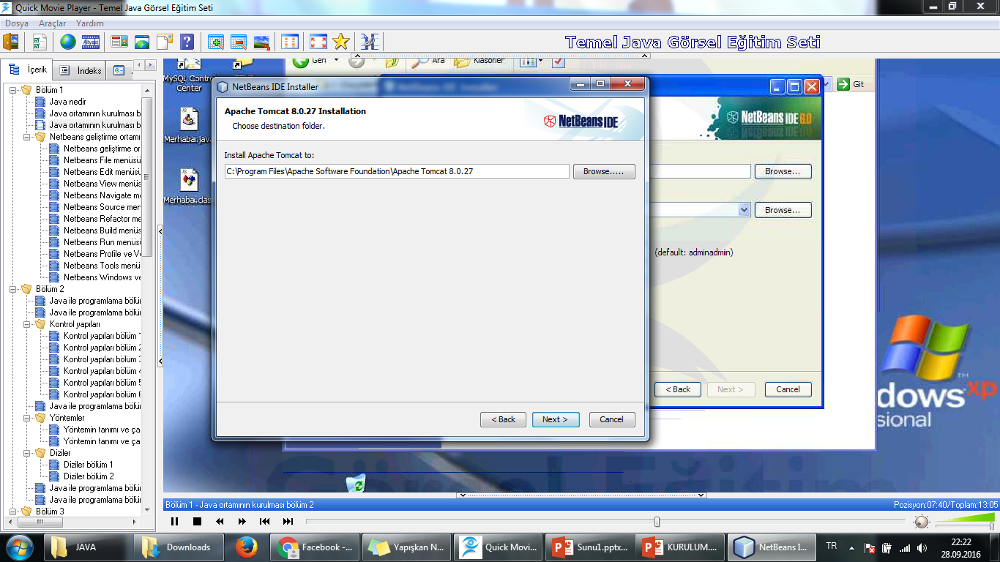 Quick Movie Player - Temel Java Görsel Eğitim Seti
Dosya Araçlar Yardım
Altyazı
Temel Java Görsel Eğitim Seti
İçerik
İndeks
Bölüm 1
Java nedir
Java ortamının kurulması b
Java ortamının kurulması
Netbeans geliştirme ortamı
Netbeans geliştirme or
Netbeans File menüsü
Netbeans Edit menüsü
Netbeans View menüs
Netbeans Navigate m
Netbeans Source mer
Netbeans Refactor me
Netbeans Build menüs
Netbeans Run menüsü
Netbeans Profile ve Ve
Netbeans Tools menü
Netbeans Windows ve
Bölüm 2
Java ile programlama bölü
Java ile programlama bölü
Kontrol yapıları
Kontrol yapıları bölüm
Kontrol yapıları bölüm 2
Kontrol yapıları bölüm 3
Kontrol yapıları bölüm 4
Kontrol yapıları bölüm 5
Kontrol yapıları bölüm 6
Java ile programlama bölü
Yöntemler
Yöntemin tanımı ve ça
Yöntemin tanımı ve ça
Diziler
Diziler bölüm 1
Diziler bölüm 2
Java ile programlama bölü
Java ile programlama bölü
Bölüm 3
MySQL Contr
Center
Merhaba.java
Merhaba.clas
Geri
Ara
Klasörler
Git
NetBeans IDE Installer
Apache Tomcat 8.0.27 Installation
Choose destination folder.
NetBeans IDE
Install Apache Tomcat to:
C:\Program Files\Apache Software Foundation\Apache Tomcat 8.0.27
Browse.....
< Back
Next >
Cancel
NetBeans IDE 6.0
Browse...
Browse...
(default: adminadmin)
< Back
Next >
Cancel
dows xp
sional
Görsel Eğitim
Bölüm 1 - Java ortamının kurulması bölüm 2
Pozisyon:07:40/Toplam:13:05
JAVA
Downloads
Facebook -...
Yapışkan N...
Quick Movi...
Sunu1.pptx...
KURULUM....
NetBeans I...
TR
22:22
28.09.2016